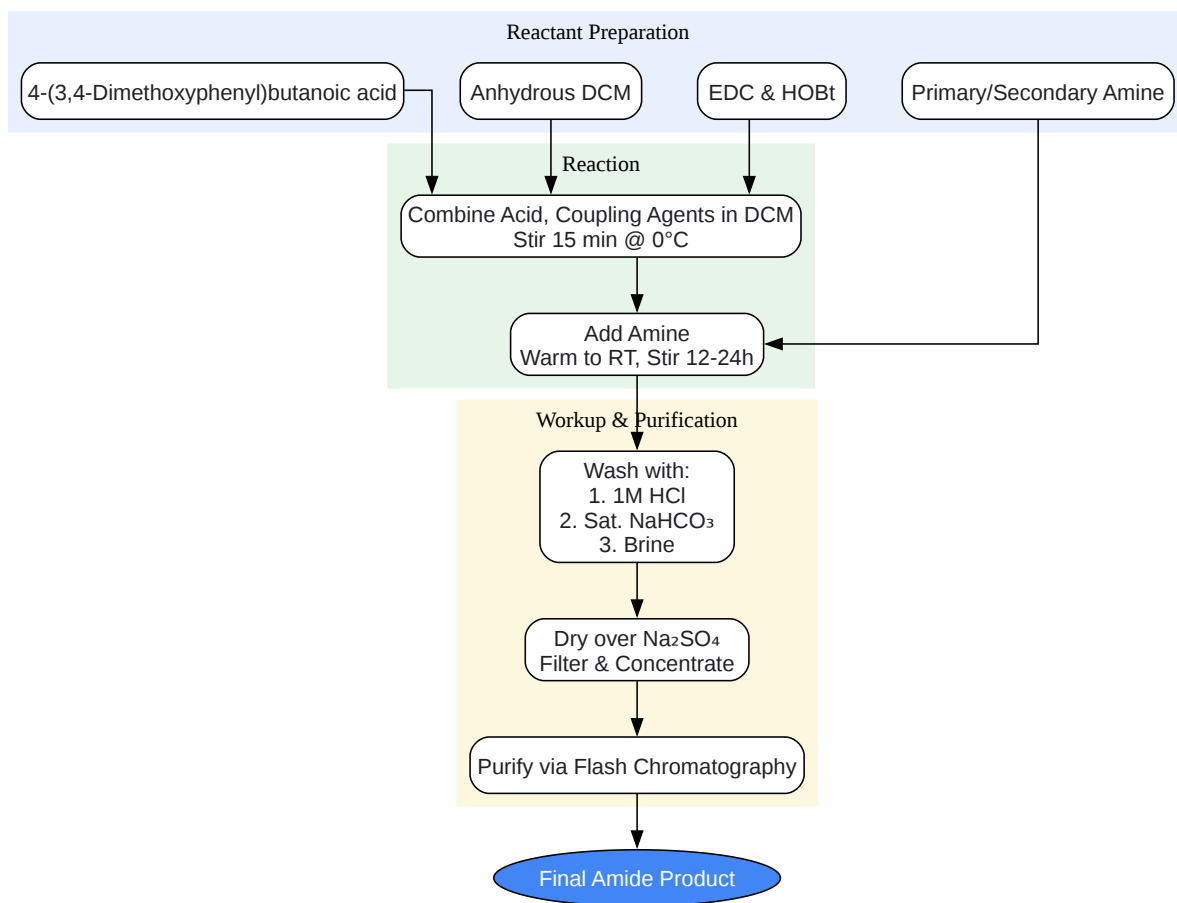 Reactant Preparation
4-(3,4-Dimethoxyphenyl)butanoic acid
Anhydrous DCM
EDC & HOBt
Primary/Secondary Amine
Reaction
Combine Acid, Coupling Agents in DCM
Stir 15 min @ 0°C
Add Amine
Warm to RT, Stir 12-24h
Workup & Purification
Wash with:
1. 1M HCl
2. Sat. NaHCO₃
3. Brine
Dry over Na₂SO₄
Filter & Concentrate
Purify via Flash Chromatography
Final Amide Product